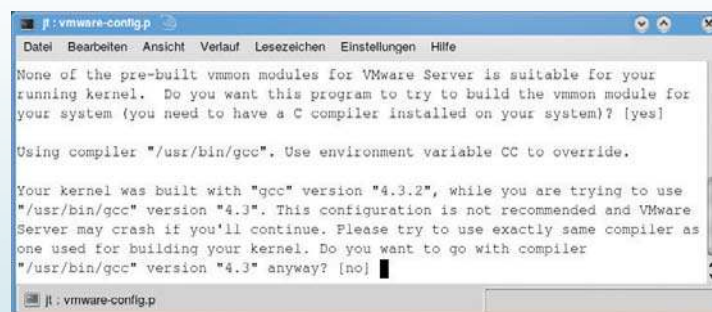 jt : vmware-config.p
Datei Bearbeiten Ansicht Verlauf Lesezeichen Einstellungen Hilfe
None of the pre-built vmmon modules for VMware Server is suitable for your
running kernel.  Do you want this program to try to build the vmmon module for
your system (you need to have a C compiler installed on your system)? [yes]
Using compiler "/usr/bin/gcc". Use environment variable CC to override.
Your kernel was built with "gcc" version "4.3.2", while you are trying to use
"/usr/bin/gcc" version "4.3". This configuration is not recommended and VMware
Server may crash if you'll continue. Please try to use exactly same compiler as
one used for building your kernel. Do you want to go with compiler
"/usr/bin/gcc" version "4.3" anyway? [no]
jt : vmware-config.p